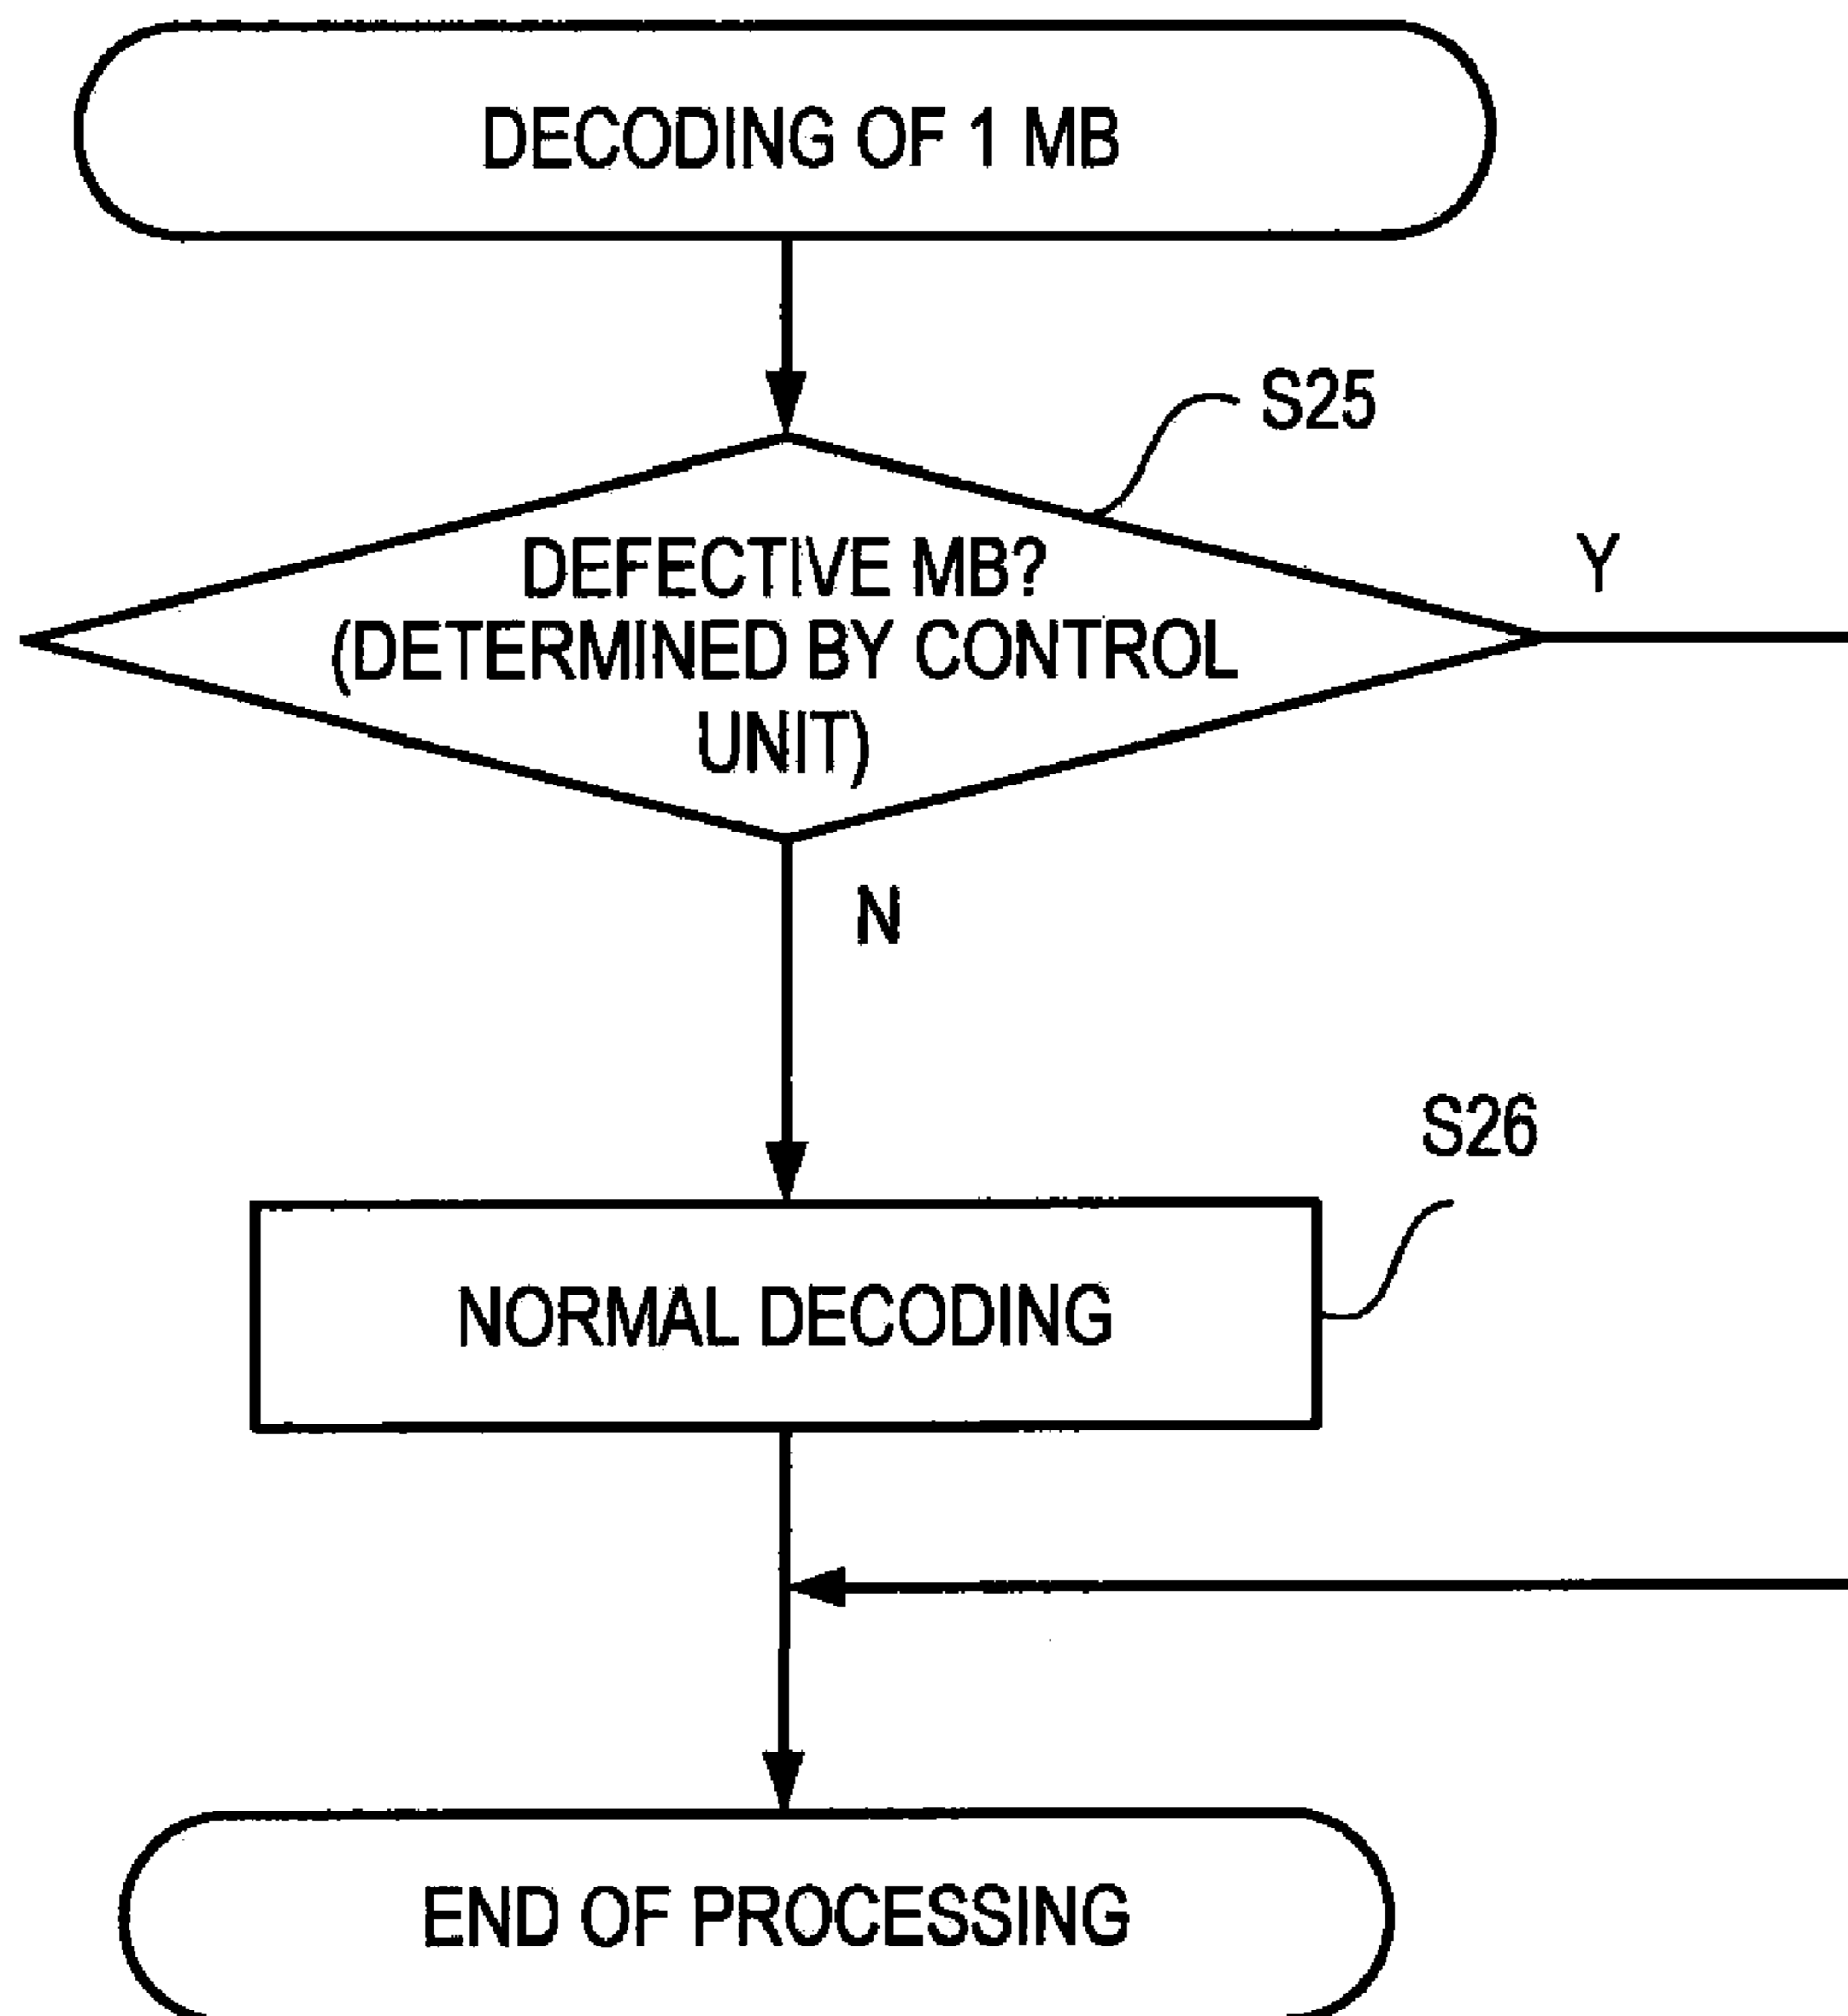 DECODING OF 1 MB
S25
DEFECTIVE MB?
Y
(DETERMINED BY CONTROL
UNIT)
N
S26
NORMAL DECODING
END OF PROCESSING